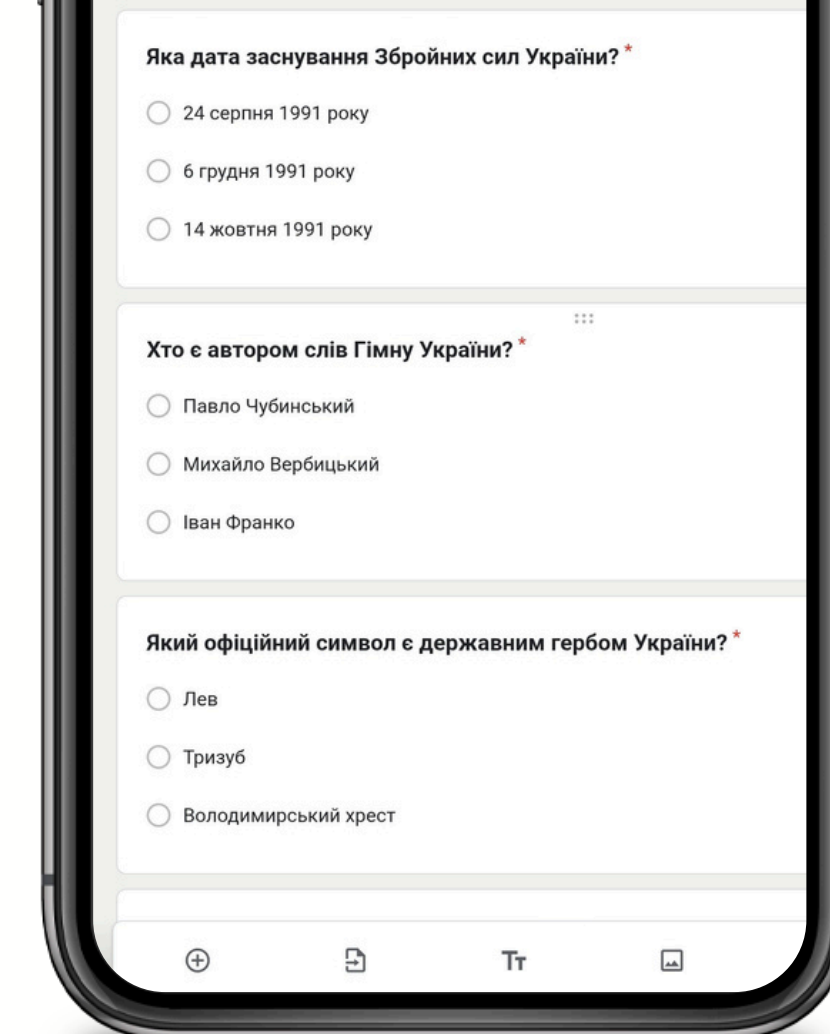 Яка дата заснування Збройних сил України? *
24 серпня 1991 року
6 грудня 1991 року
14 жовтня 1991 року
Хто є автором слів Гімну України? *
Павло Чубинський
Михайло Вербицький
Іван Франко
Який офіційний символ є державним гербом України? *
Лев
Тризуб
Володимирський хрест
Тт